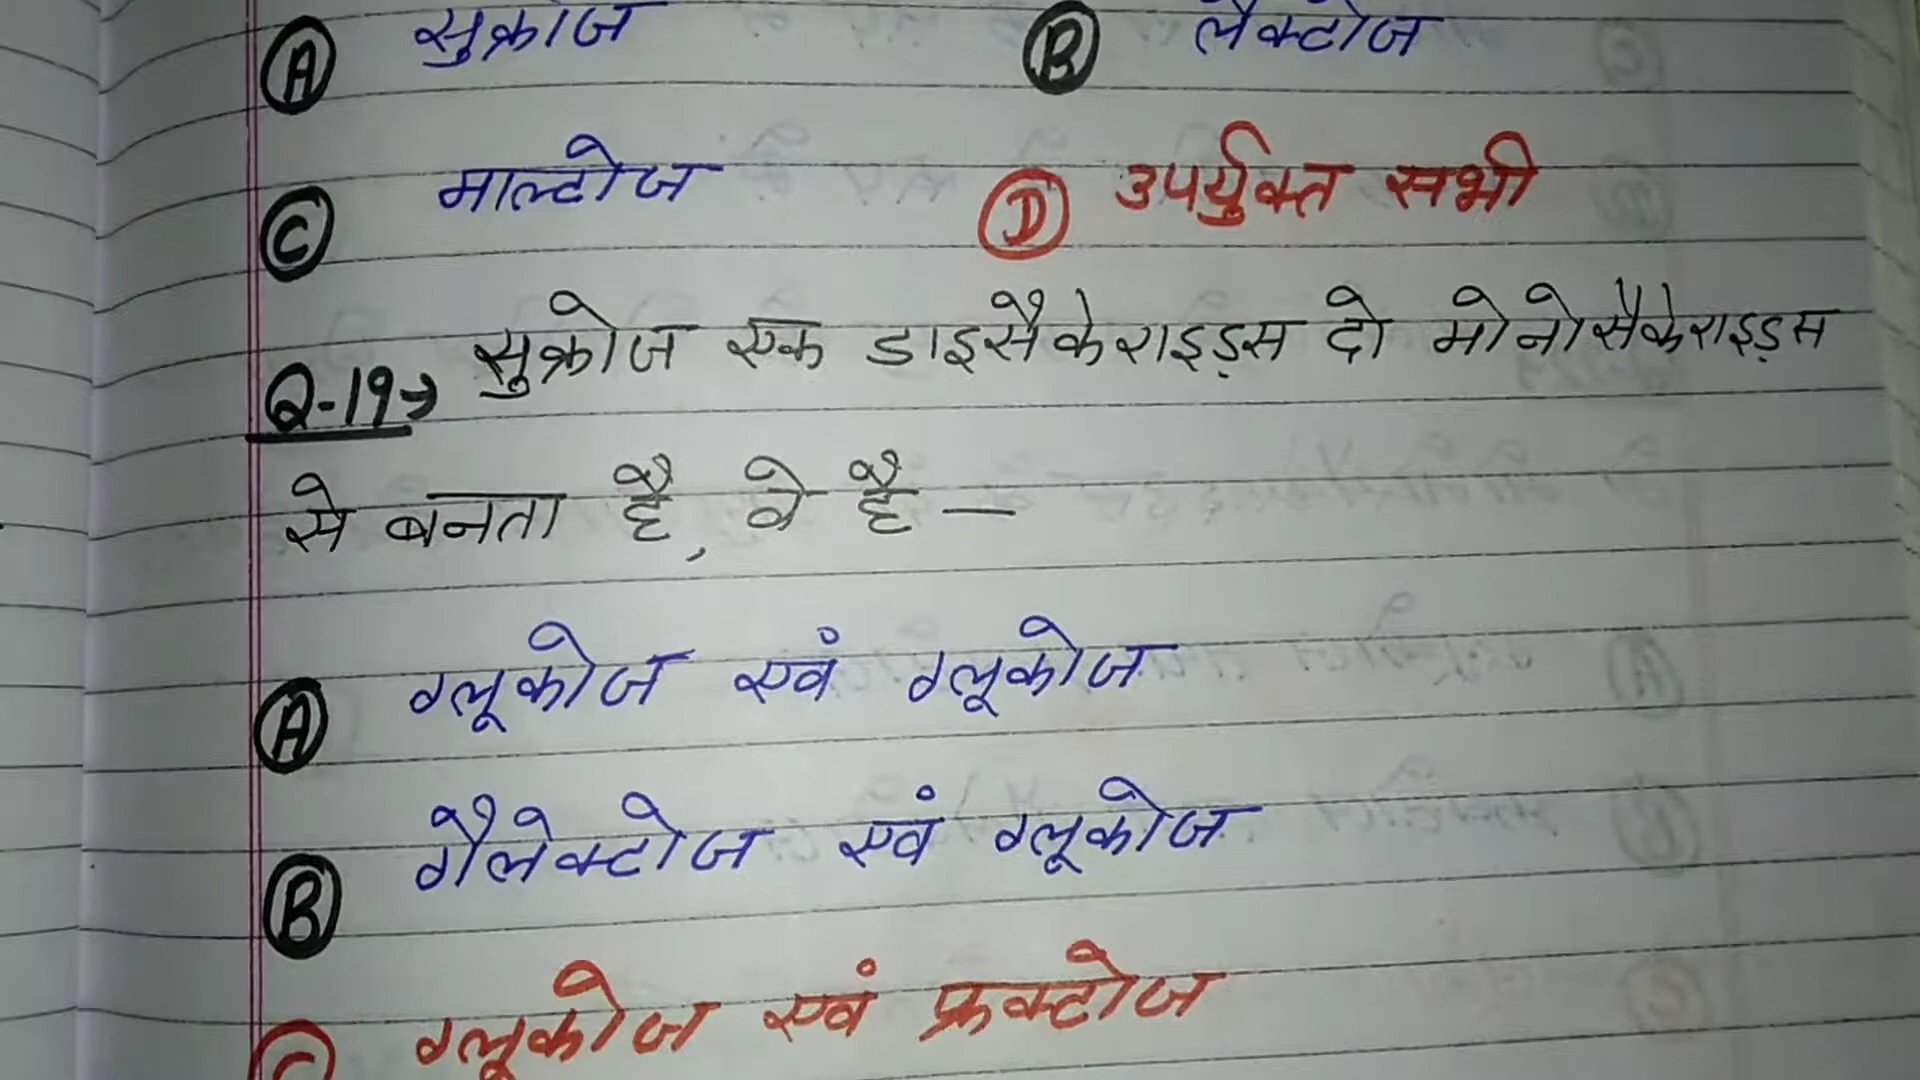 A सुक्रोज B लैक्टोज
C माल्टोज D उपर्युक्त सभी
Q-19→ सुक्रोज एक डाइसैकेराइड्स दो मोनोसैकेराइड्स
से बनता है, वे है —
A ग्लूकोज एवं ग्लूकोज
B गैलेक्टोज एवं ग्लूकोज
C ग्लूकोज एवं फ्रक्टोज